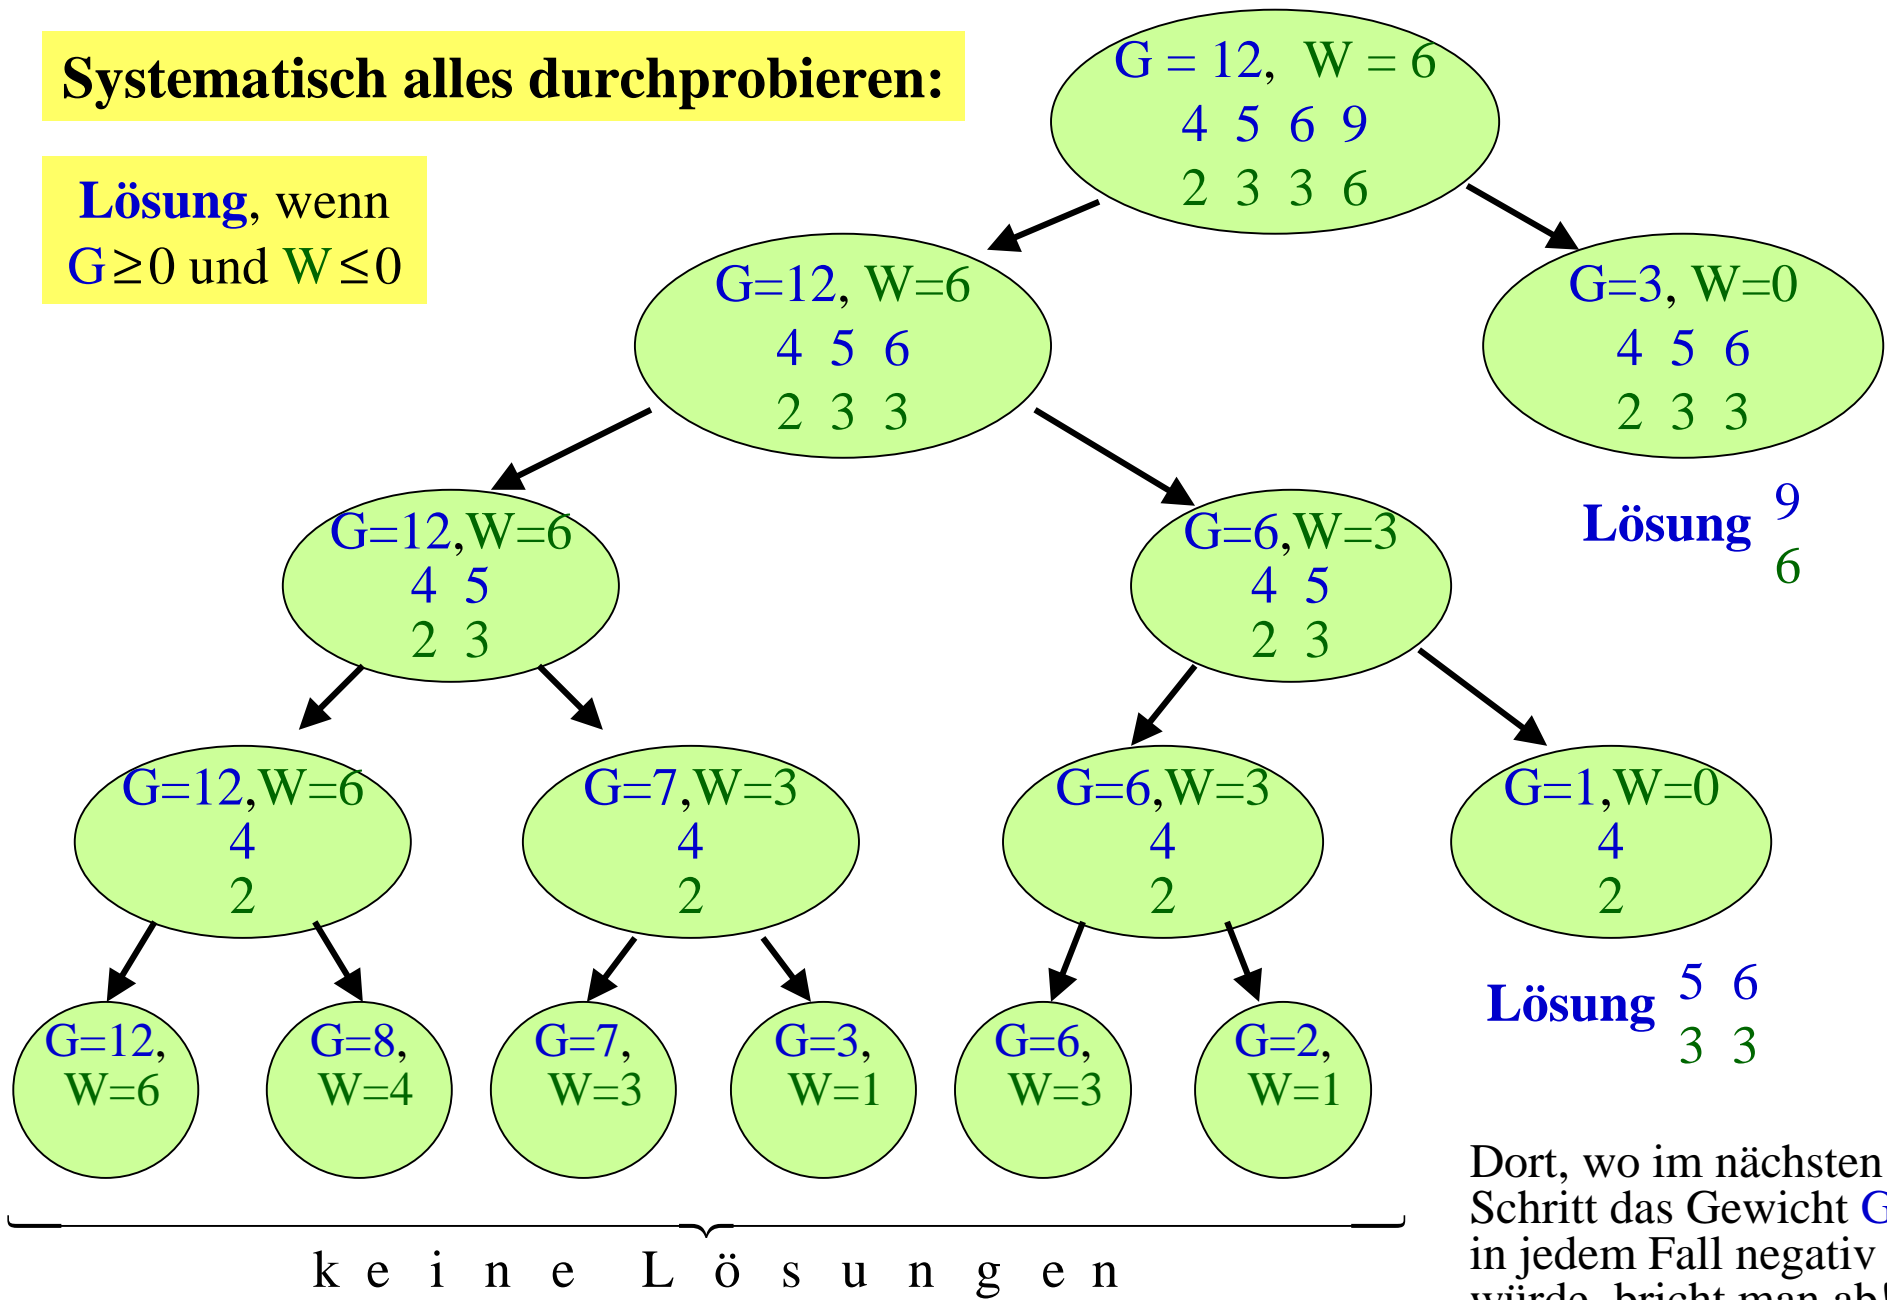 Systematisch alles durchprobieren:
Lösung, wenn
G≥0 und W≤0
G = 12, W = 6
4 5 6 9
2 3 3 6
G=12, W=6
4 5 6
2 3 3
G=3, W=0
4 5 6
2 3 3
Lösung
9
6
G=12,W=6
4 5
2 3
G=6,W=3
4 5
2 3
G=12,W=6
4
2
G=7,W=3
4
2
G=6,W=3
4
2
G=1,W=0
4
2
Lösung
5 6
3 3
G=12,
W=6
G=8,
W=4
G=7,
W=3
G=3,
W=1
G=6,
W=3
G=2,
W=1
k e i n e L ö s u n g e n
Dort, wo im nächsten
Schritt das Gewicht G
in jedem Fall negativ
würde, bricht man ab!